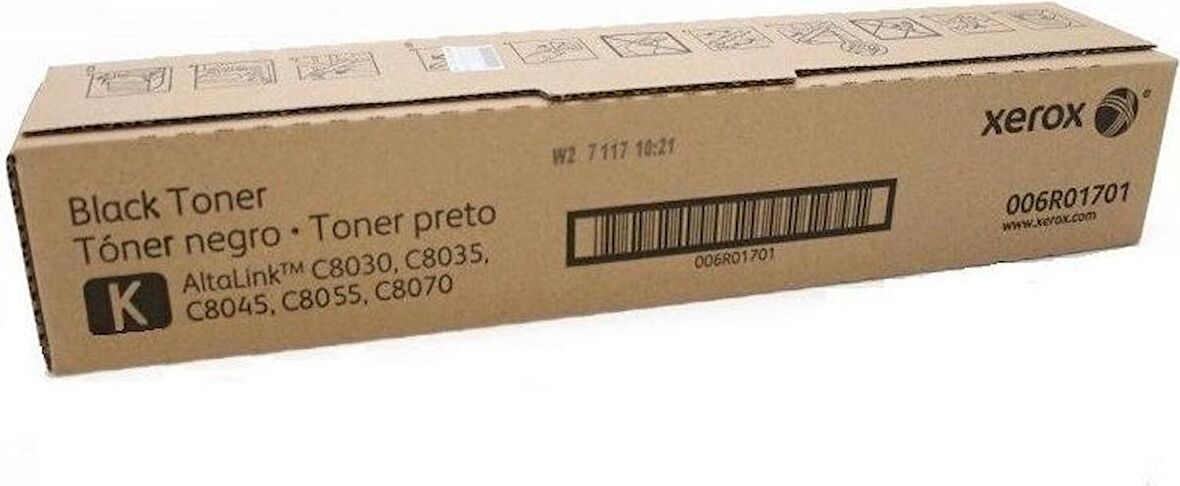 xerox
W2 7117 10:21
Black Toner
Tóner negro • Toner preto
K
AltaLink™ C8030, C8035,
C8045, C8055, C8070
006R01701
006R01701
www.xerox.com